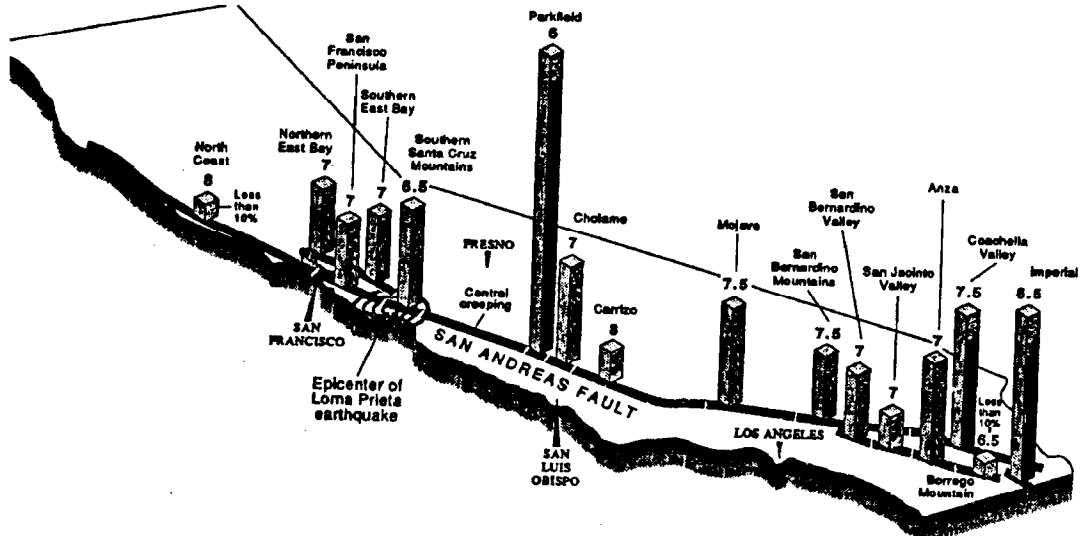 Parkfield
6
San
Francisco
Peninsula
7
Southern
East Bay
7
Northern
East Bay
7
Southern
Santa Cruz
Mountains
6.5
North
Coast
8
Less
than
10%
FRESNO
Cholame
7
Central
creeping
Carrizo
8
Mojave
7.5
San
Bernardino
Mountains
7.5
San
Bernardino
Valley
7
San Jacinto
Valley
7
Anza
7
Coachella
Valley
7.5
Imperial
6.5
Less
than
10%
6.5
Borrego
Mountain
SAN
FRANCISCO
SAN ANDREAS FAULT
Epicenter of
Loma Prieta
earthquake
SAN
LUIS
OBISPO
LOS ANGELES